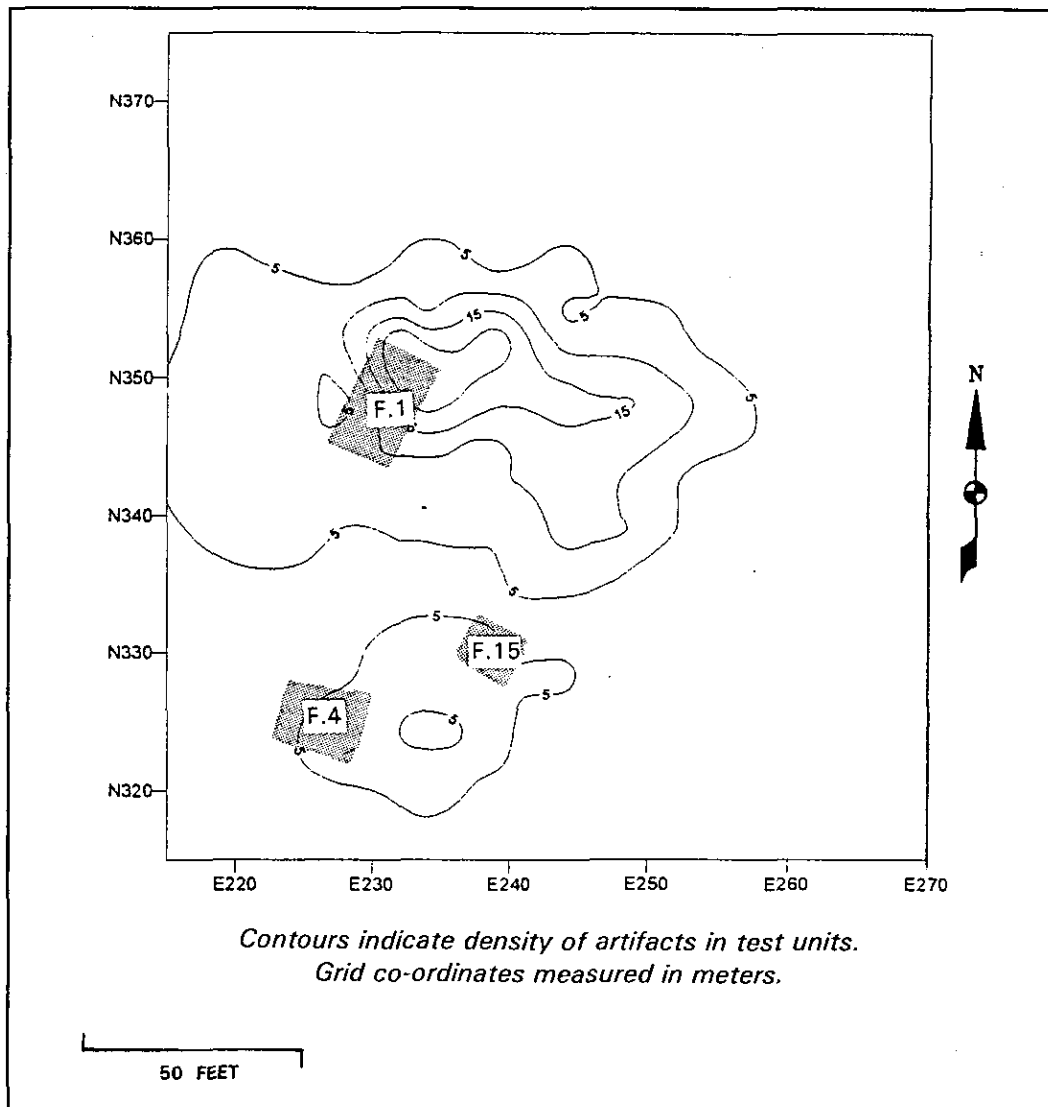 N370
N360
5
5
5
15
N350
5
5
F.1
15
N340
5
5
5
N330
F.15
5
F.4
5
5
N320
E220 E230 E240 E250 E260 E270
N
Contours indicate density of artifacts in test units.
Grid co-ordinates measured in meters.
50 FEET